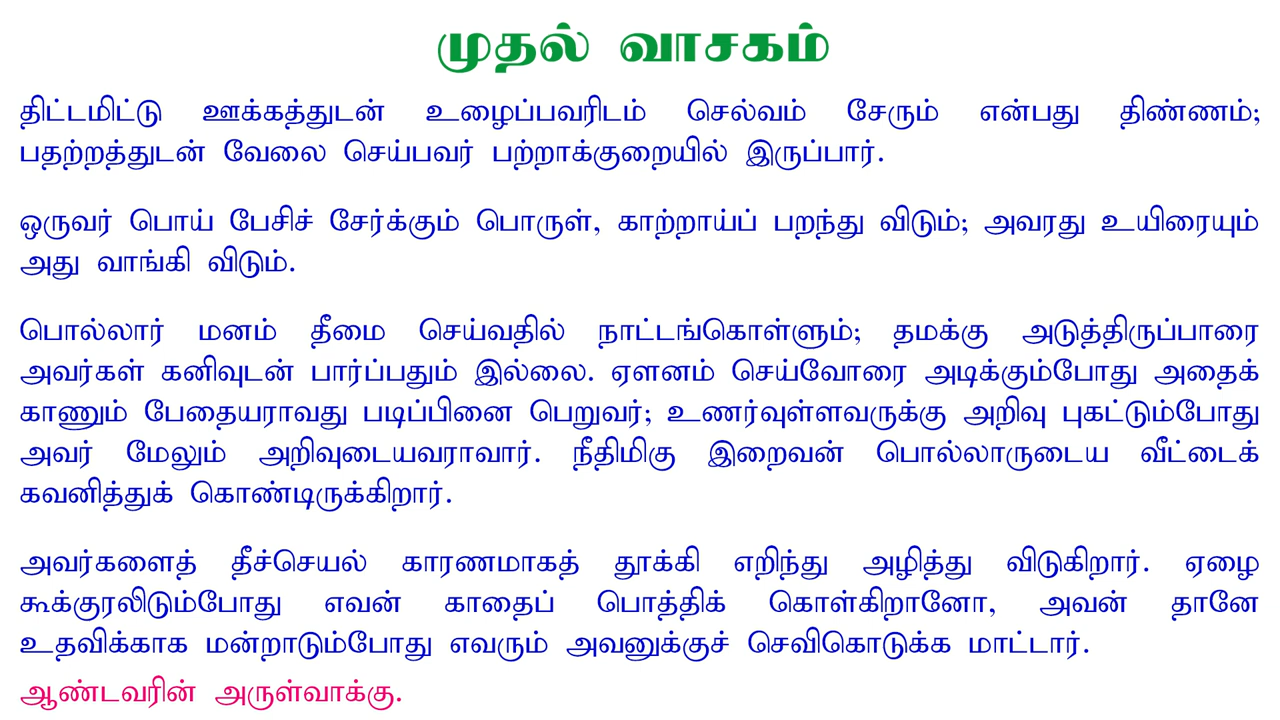 முதல் வாசகம்
திட்டமிட்டு ஊக்கத்துடன் உழைப்பவரிடம் செல்வம் சேரும் என்பது திண்ணம்;
பதற்றத்துடன் வேலை செய்பவர் பற்றாக்குறையில் இருப்பார்.
ஒருவர் பொய் பேசிச் சேர்க்கும் பொருள், காற்றாய்ப் பறந்து விடும்; அவரது உயிரையும்
அது வாங்கி விடும்.
பொல்லார் மனம் தீமை செய்வதில் நாட்டங்கொள்ளும்; தமக்கு அடுத்திருப்பாரை
அவர்கள் கனிவுடன் பார்ப்பதும் இல்லை. ஏளனம் செய்வோரை அடிக்கும்போது அதைக்
காணும் பேதையராவது படிப்பினை பெறுவர்; உணர்வுள்ளவருக்கு அறிவு புகட்டும்போது
அவர் மேலும் அறிவுடையவராவார். நீதிமிகு இறைவன் பொல்லாருடைய வீட்டைக்
கவனித்துக் கொண்டிருக்கிறார்.
அவர்களைத் தீச்செயல் காரணமாகத் தூக்கி எறிந்து அழித்து விடுகிறார். ஏழை
கூக்குரலிடும்போது எவன் காதைப் பொத்திக் கொள்கிறானோ, அவன் தானே
உதவிக்காக மன்றாடும்போது எவரும் அவனுக்குச் செவிகொடுக்க மாட்டார்.
ஆண்டவரின் அருள்வாக்கு.